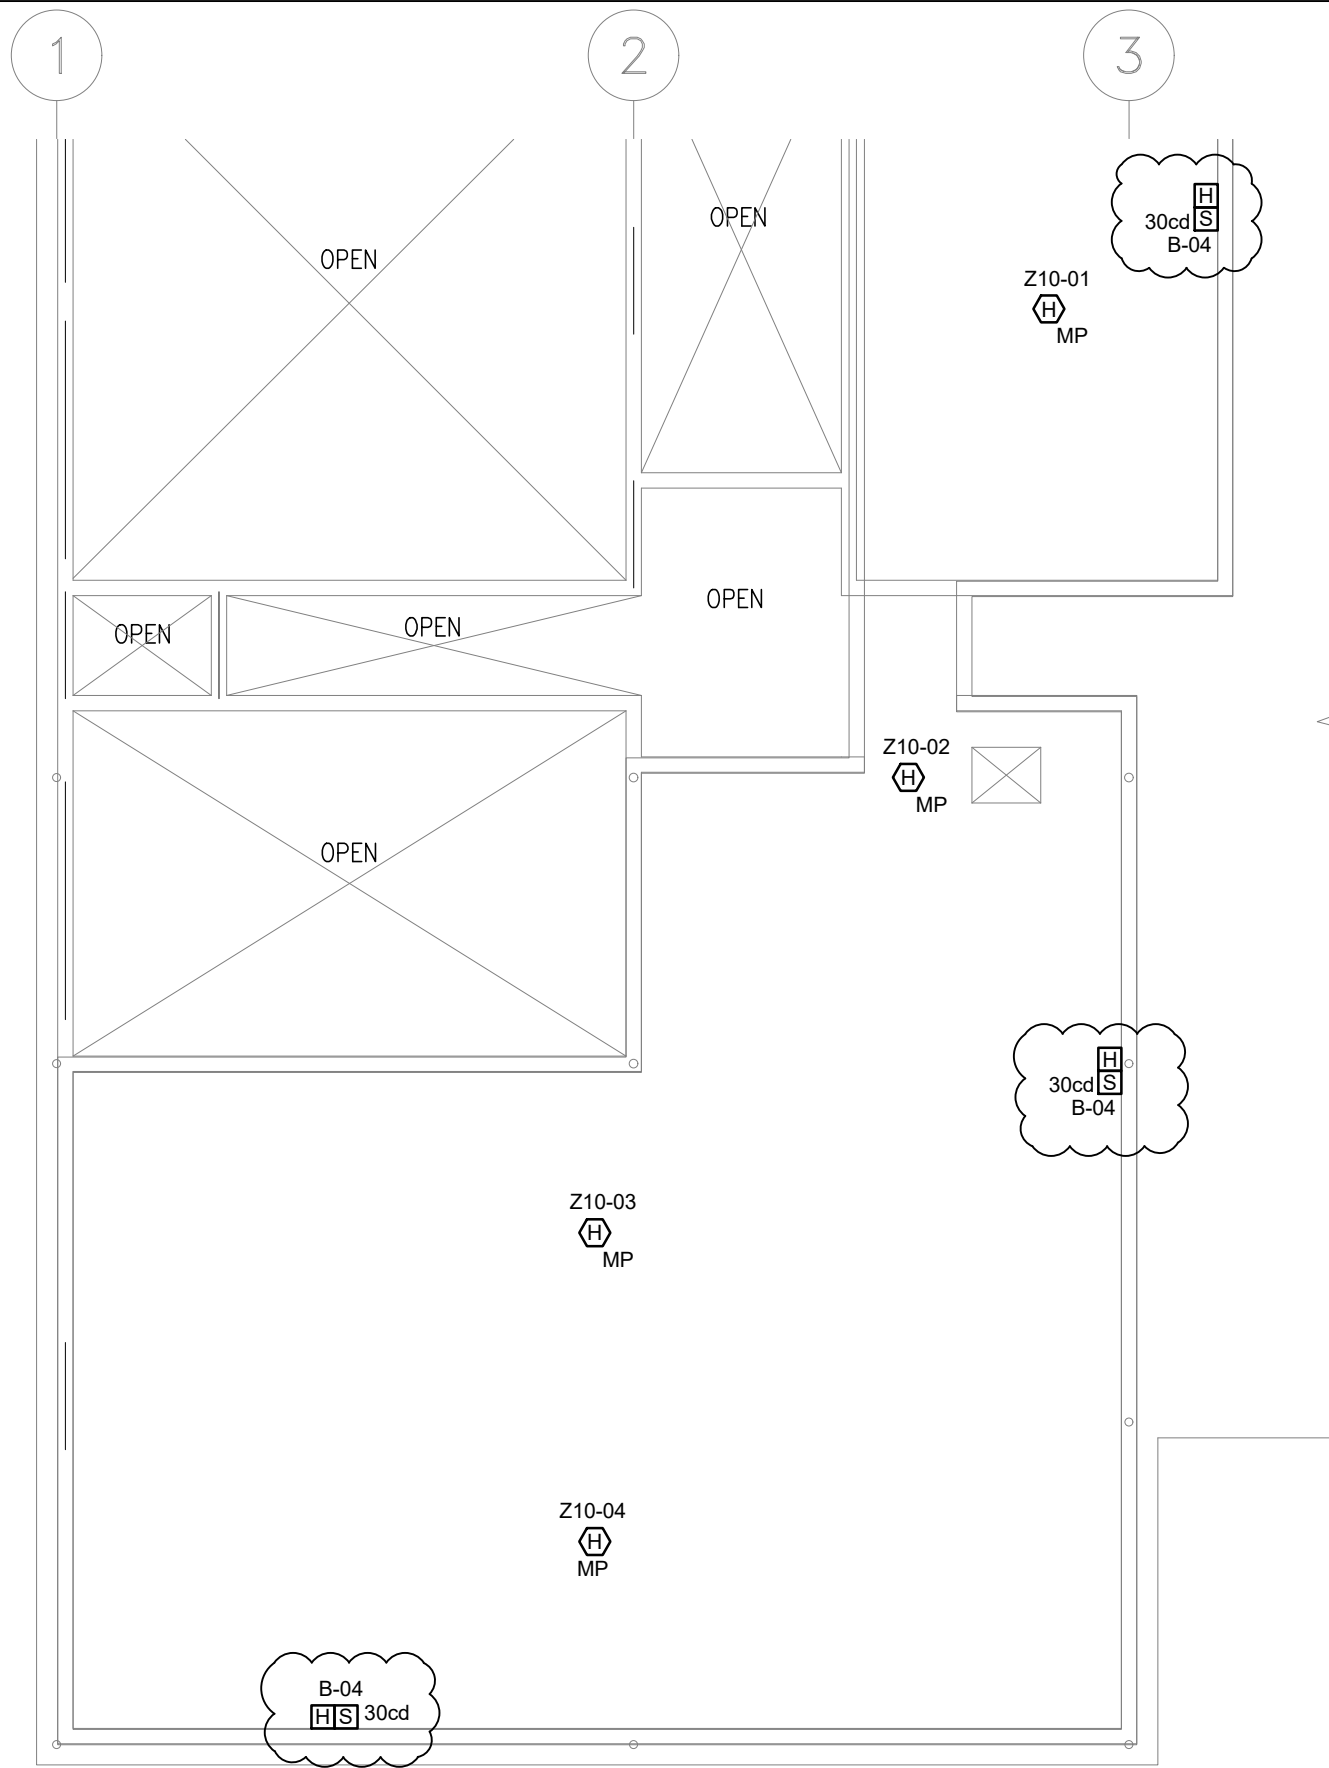 1
2
3
OPEN
OPEN
H
30cd S
B-04
Z10-01
H
MP
OPEN
OPEN
OPEN
Z10-02
H
MP
OPEN
H
30cd S
B-04
Z10-03
H
MP
Z10-04
H
MP
B-04
H S 30cd